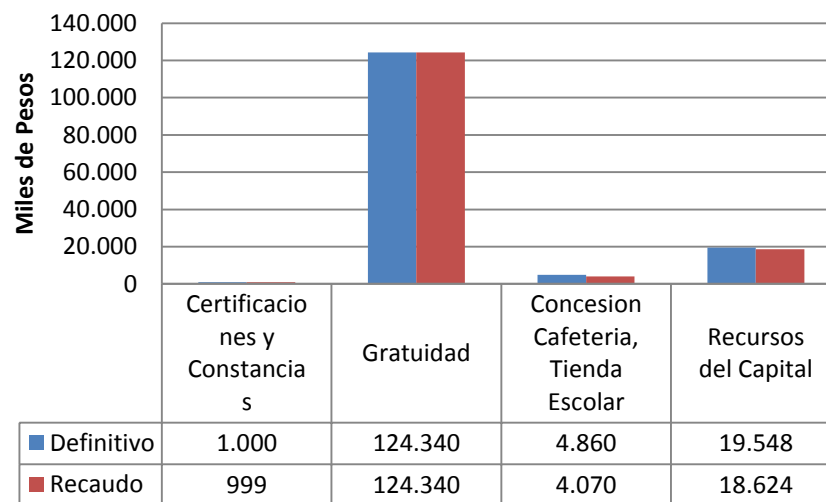 140.000
120.000
100.000
80.000
60.000
40.000
20.000
0
Miles de Pesos
Certificacio
nes y
Constancia
s
Gratuidad
Concesion
Cafeteria,
Tienda
Escolar
Recursos
del Capital
Definitivo 1.000 124.340 4.860 19.548
Recaudo 999 124.340 4.070 18.624